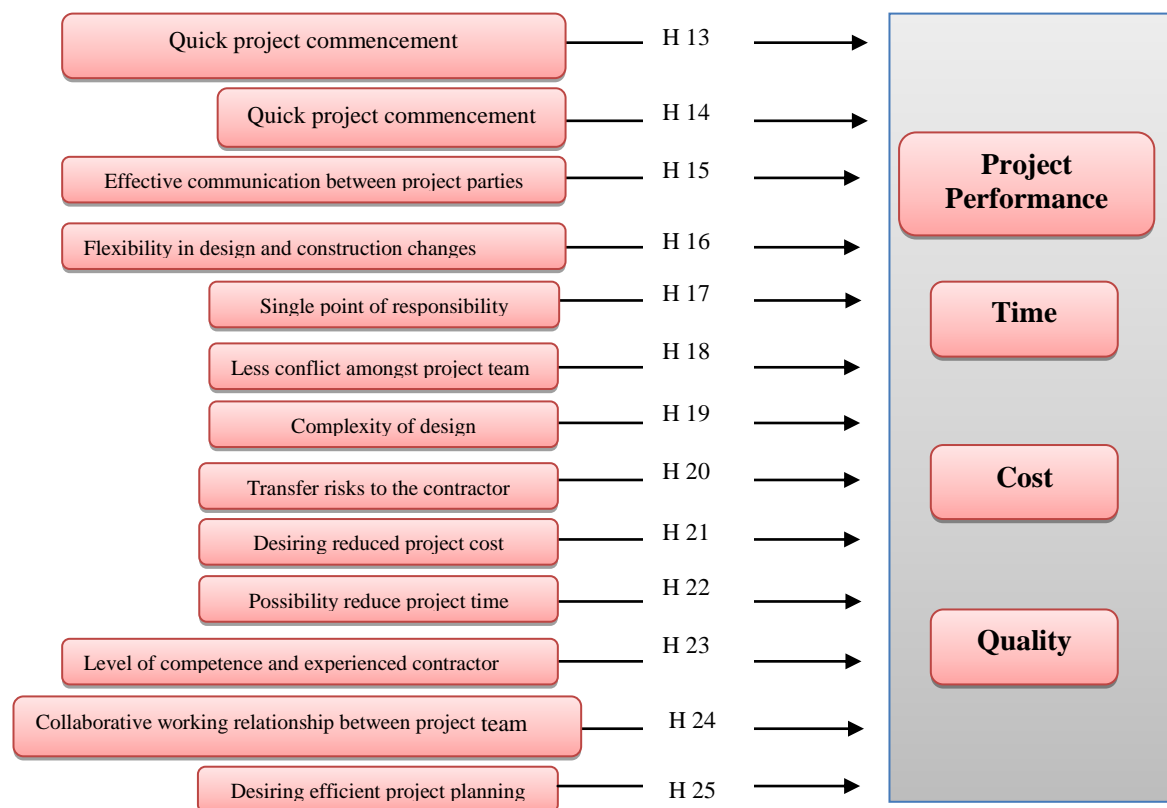 Quick project commencement
H 13
Quick project commencement
H 14
Effective communication between project parties
H 15
Flexibility in design and construction changes
H 16
Single point of responsibility
H 17
Less conflict amongst project team
H 18
Complexity of design
H 19
Transfer risks to the contractor
H 20
Desiring reduced project cost
H 21
Possibility reduce project time
H 22
Level of competence and experienced contractor
H 23
Collaborative working relationship between project team
H 24
Desiring efficient project planning
H 25
Project
Performance
Time
Cost
Quality